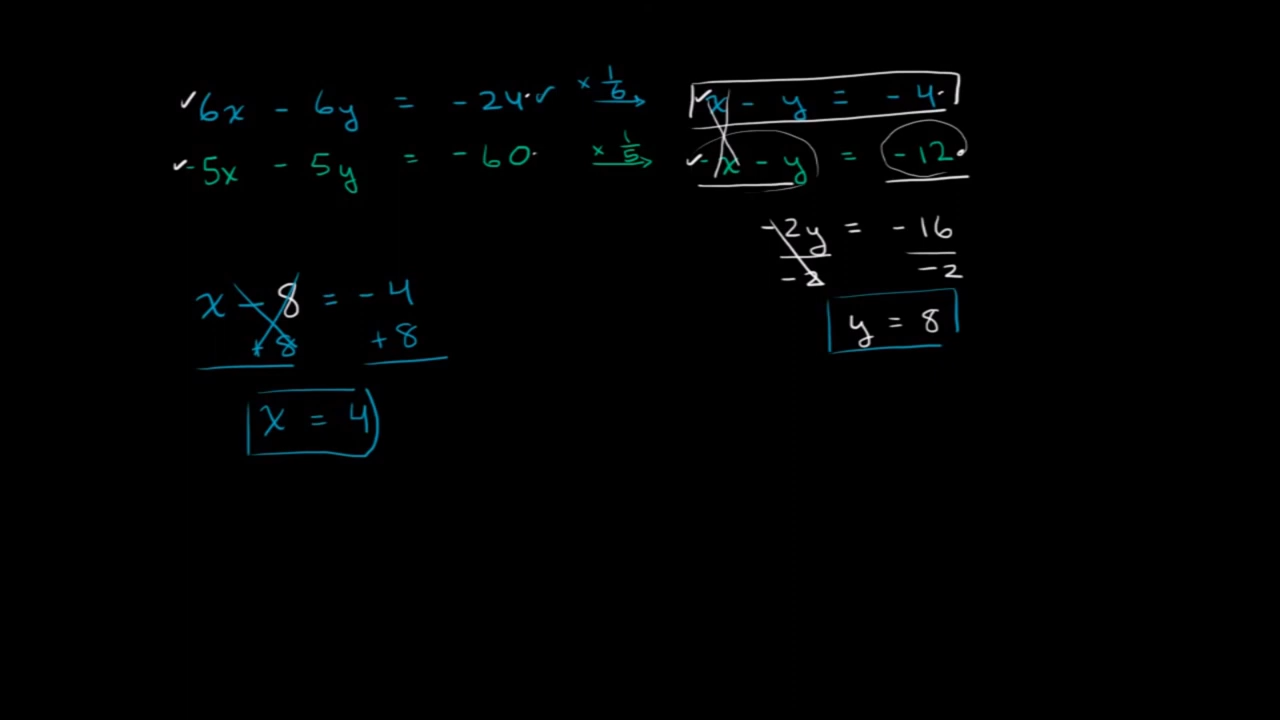 6x - 6y = -24 × 1/6 → x - y = -4
-5x - 5y = -60 × 1/5 → -x - y = -12
-2y = -16
-2 -2
x - 8 = -4
y = 8
+8 +8
x = 4